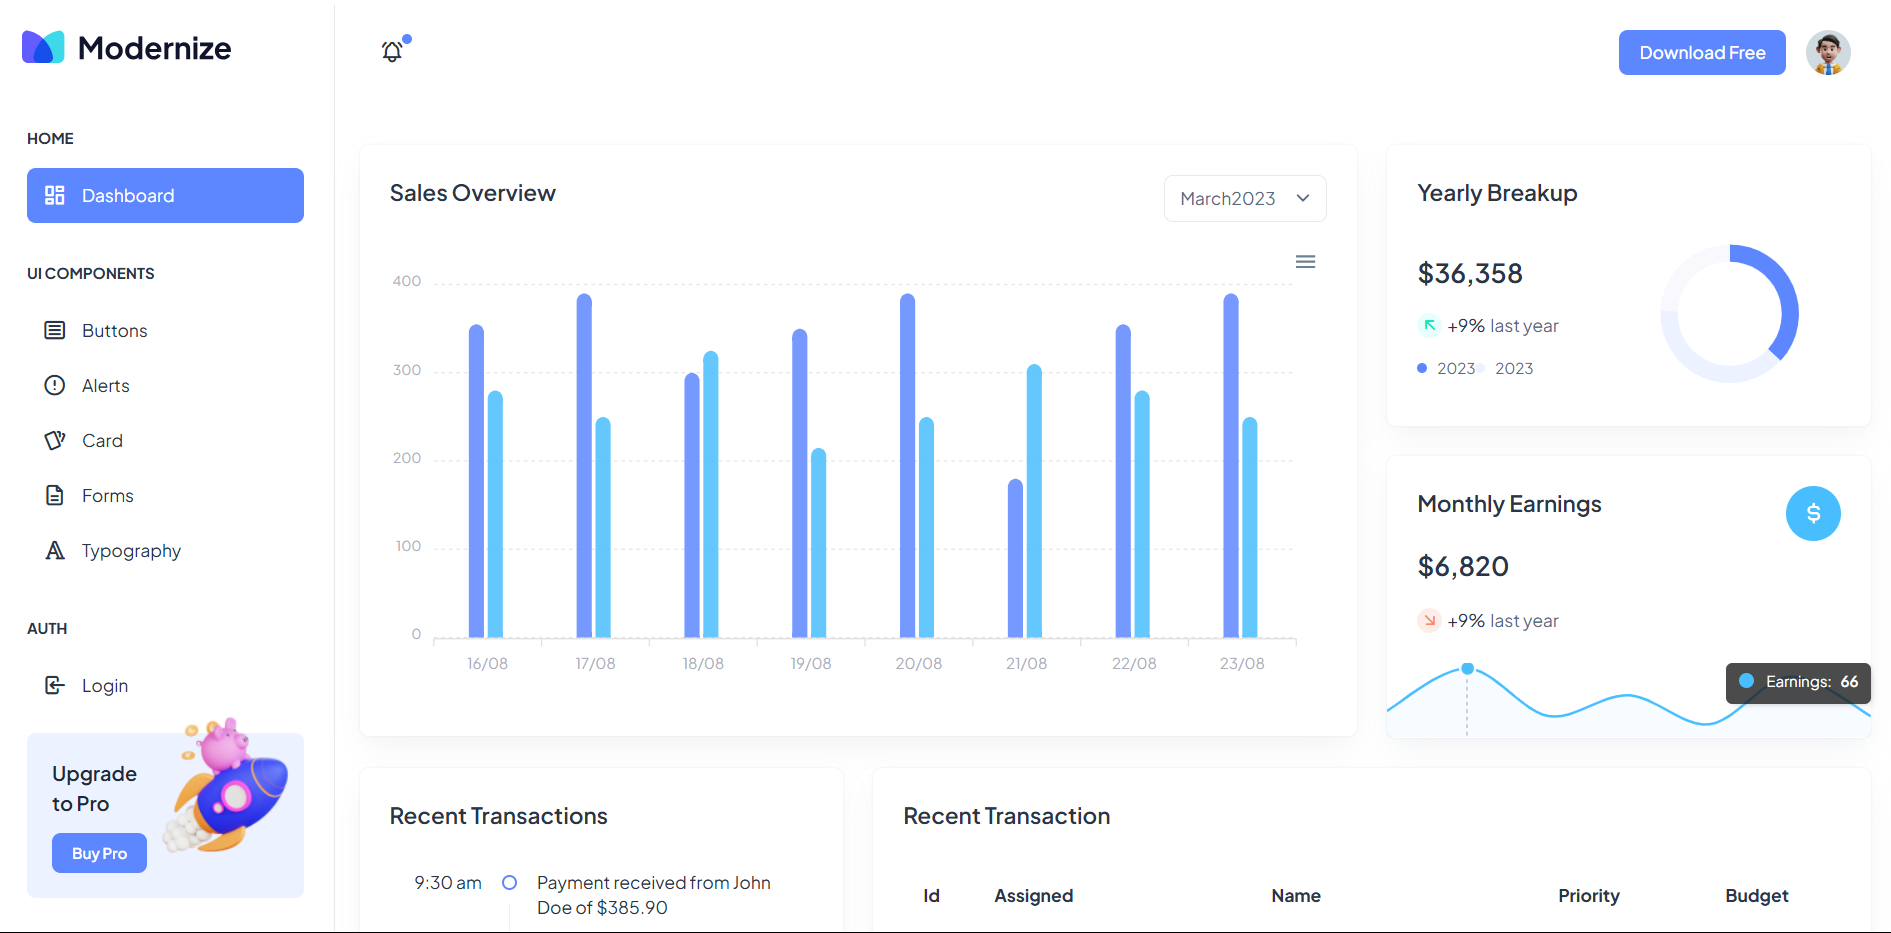 Modernize
HOME
Dashboard
UI COMPONENTS
Buttons
Alerts
Card
Forms
Typography
AUTH
Login
Upgrade
to Pro
Buy Pro
Download Free
Sales Overview
March2023
400
300
200
100
0
16/08 17/08 18/08 19/08 20/08 21/08 22/08 23/08
Yearly Breakup
$36,358
+9% last year
2023 2023
Monthly Earnings
$
$6,820
+9% last year
Earnings: 66
Recent Transactions
9:30 am Payment received from John
Doe of $385.90
Recent Transaction
Id Assigned Name Priority Budget